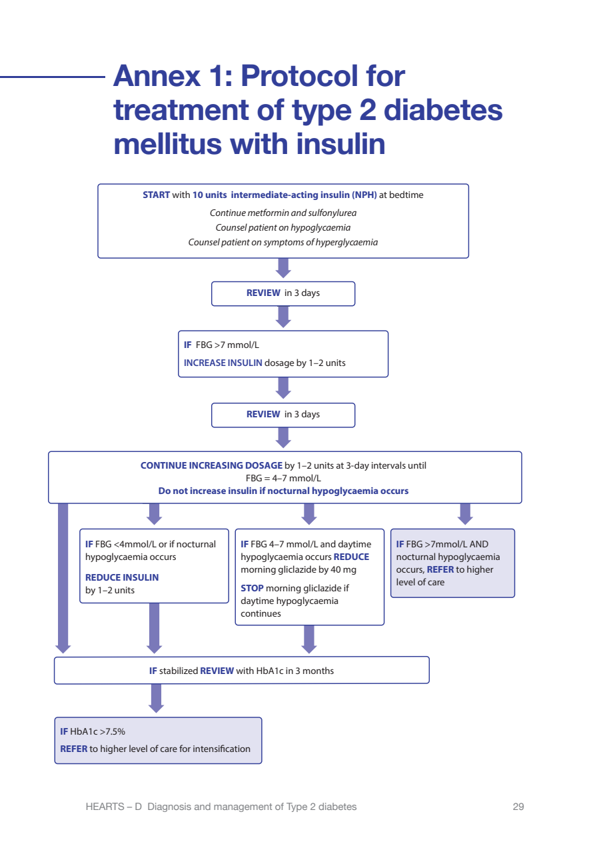 Annex 1: Protocol for
treatment of type 2 diabetes
mellitus with insulin
START with 10 units intermediate-acting insulin (NPH) at bedtime
Continue metformin and sulfonylurea
Counsel patient on hypoglycaemia
Counsel patient on symptoms of hyperglycaemia
REVIEW in 3 days
IF FBG >7 mmol/L
INCREASE INSULIN dosage by 1–2 units
REVIEW in 3 days
CONTINUE INCREASING DOSAGE by 1–2 units at 3-day intervals until
FBG = 4–7 mmol/L
Do not increase insulin if nocturnal hypoglycaemia occurs
IF FBG <4mmol/L or if nocturnal
hypoglycaemia occurs
REDUCE INSULIN
by 1–2 units
IF FBG 4–7 mmol/L and daytime
hypoglycaemia occurs REDUCE
morning gliclazide by 40 mg
STOP morning gliclazide if
daytime hypoglycaemia
continues
IF FBG >7mmol/L AND
nocturnal hypoglycaemia
occurs, REFER to higher
level of care
IF stabilized REVIEW with HbA1c in 3 months
IF HbA1c >7.5%
REFER to higher level of care for intensification
HEARTS – D Diagnosis and management of Type 2 diabetes
29